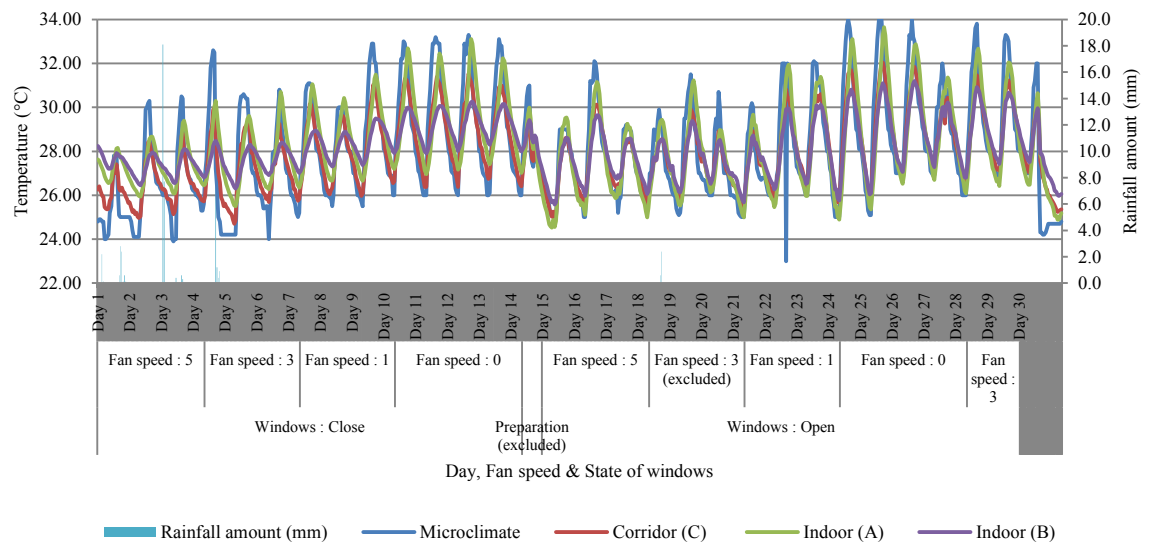 34.00
32.00
30.00
28.00
26.00
24.00
22.00
Temperature (°C)
20.0
18.0
16.0
14.0
12.0
10.0
8.0
6.0
4.0
2.0
0.0
Rainfall amount (mm)
Day 1
Day 2
Day 3
Day 4
Day 5
Day 6
Day 7
Day 8
Day 9
Day 10
Day 11
Day 12
Day 13
Day 14
Day 15
Day 16
Day 17
Day 18
Day 19
Day 20
Day 21
Day 22
Day 23
Day 24
Day 25
Day 26
Day 27
Day 28
Day 29
Day 30
Fan speed : 5
Fan speed : 3
Fan speed : 1
Fan speed : 0
Fan speed : 5
Fan speed : 3
(excluded)
Fan speed : 1
Fan speed : 0
Fan
speed :
3
Windows : Close
Preparation
(excluded)
Windows : Open
Day, Fan speed & State of windows
Rainfall amount (mm)
Microclimate
Corridor (C)
Indoor (A)
Indoor (B)